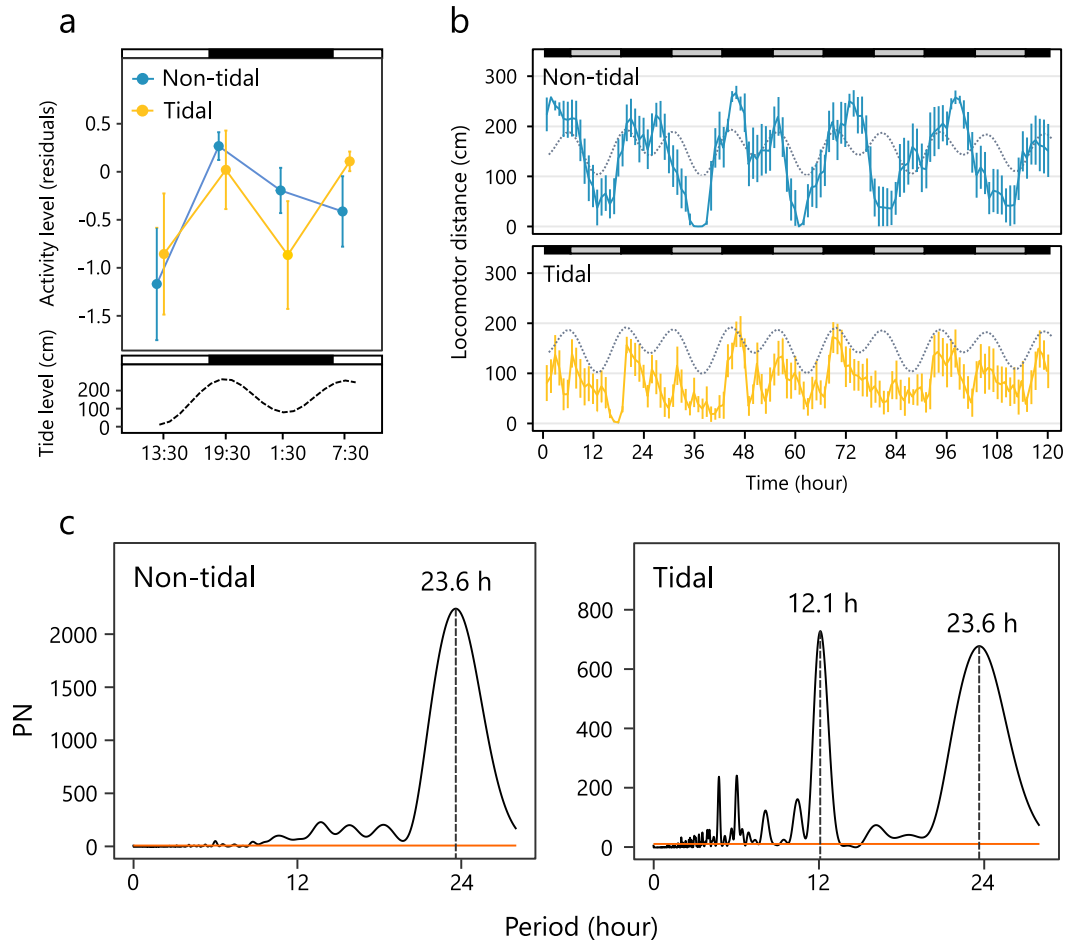 a
Non-tidal
Tidal
Activity level (residuals)
0.5
0
-0.5
-1.0
-1.5
Tide level (cm)
200
100
0
13:30 19:30 1:30 7:30
b
Locomotor distance (cm)
Non-tidal
300
200
100
0
Tidal
300
200
100
0
0 12 24 36 48 60 72 84 96 108 120
Time (hour)
c
Non-tidal
23.6 h
PN
2000
1500
1000
500
0
0 12 24
Tidal
12.1 h
23.6 h
800
600
400
200
0
0 12 24
Period (hour)